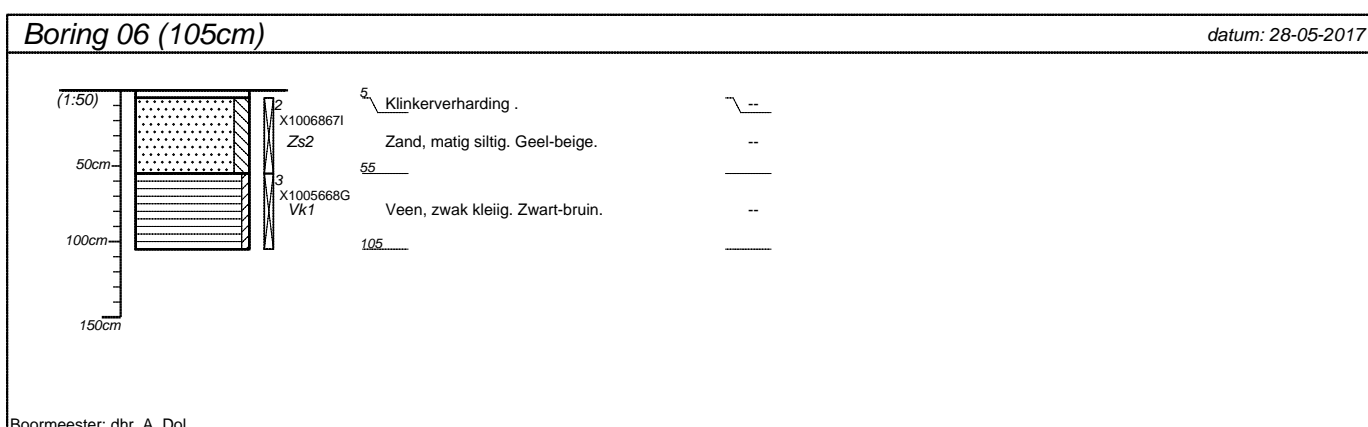 Boring 06 (105cm)
datum: 28-05-2017
(1:50)
2
5
Klinkerverharding .
--
X1006867I
Zs2
Zand, matig siltig. Geel-beige.
--
50cm
55
3
X1005668G
Vk1
Veen, zwak kleiig. Zwart-bruin.
--
100cm
105
150cm
Boormeester: dhr. A. Dol